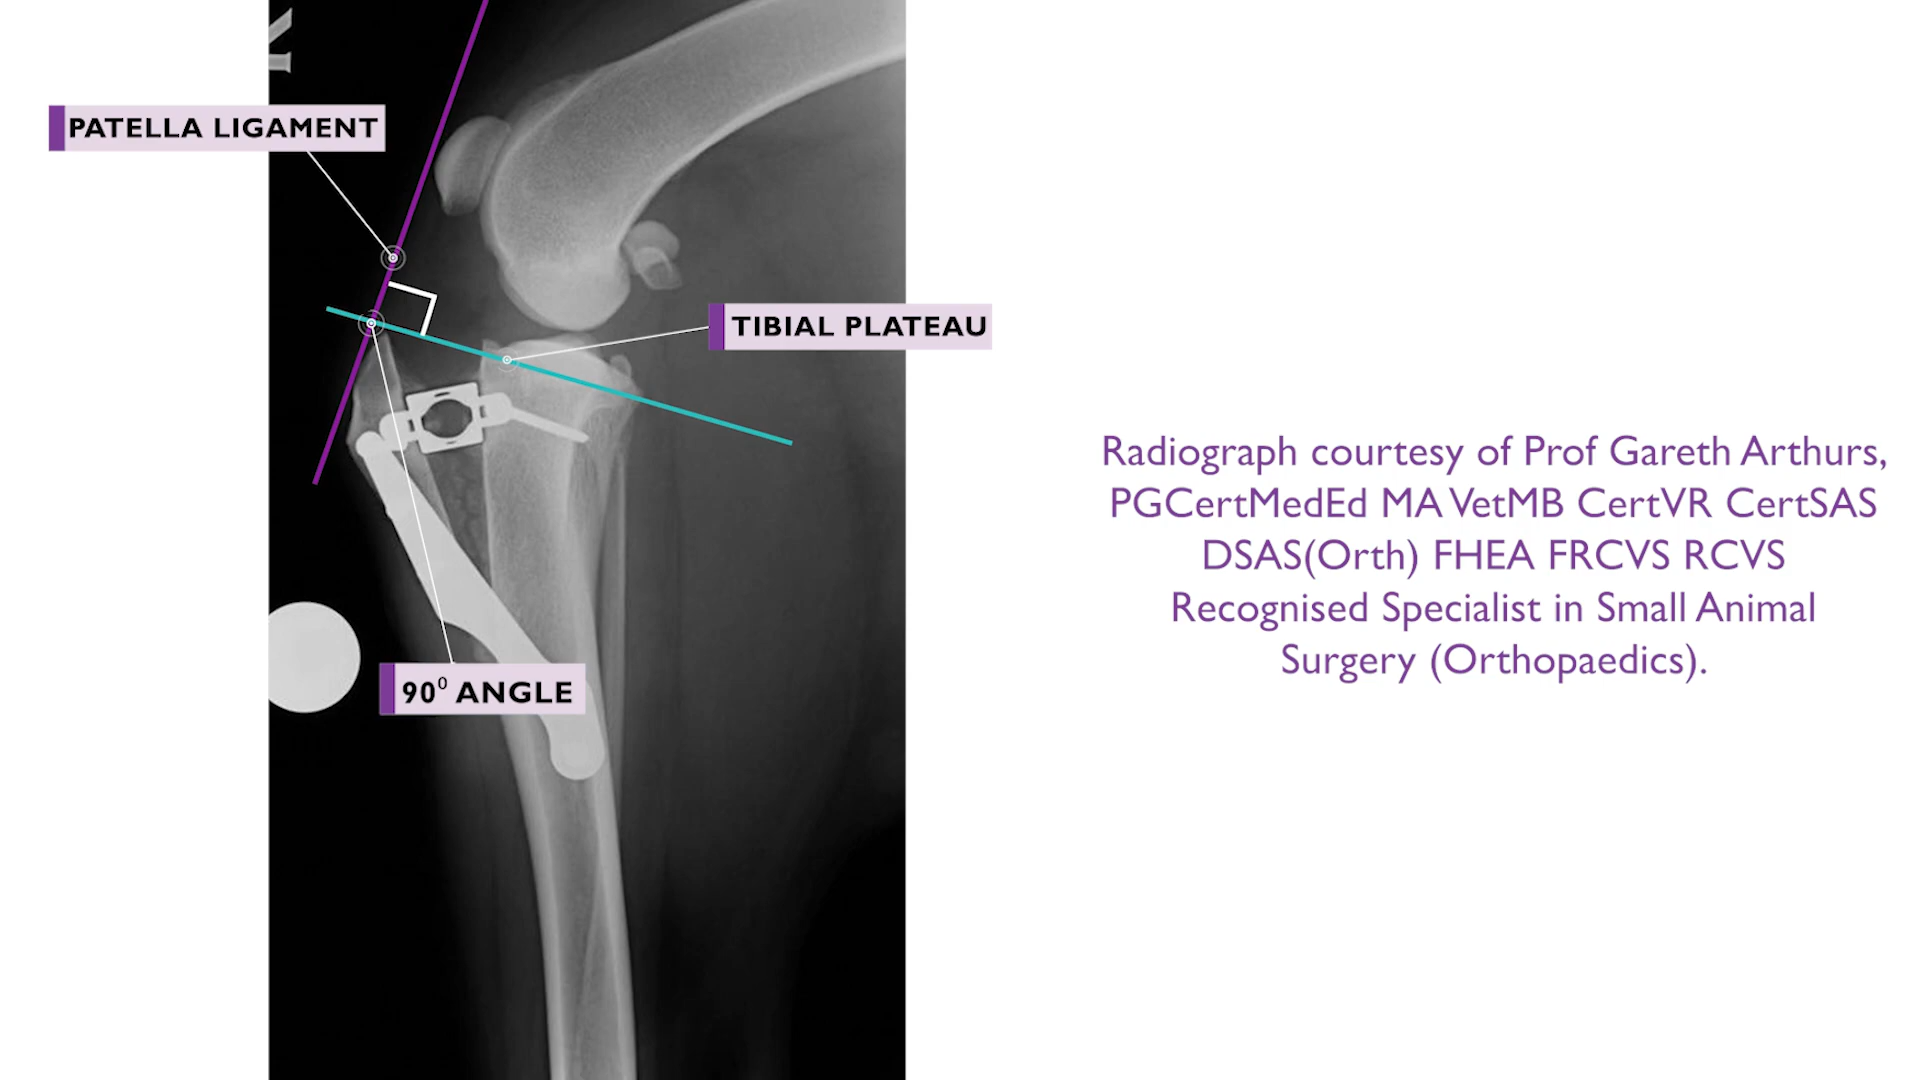 PATELLA LIGAMENT
TIBIAL PLATEAU
90⁰ ANGLE
Radiograph courtesy of Prof Gareth Arthurs,
PGCertMedEd MA VetMB CertVR CertSAS
DSAS(Orth) FHEA FRCVS RCVS
Recognised Specialist in Small Animal
Surgery (Orthopaedics).